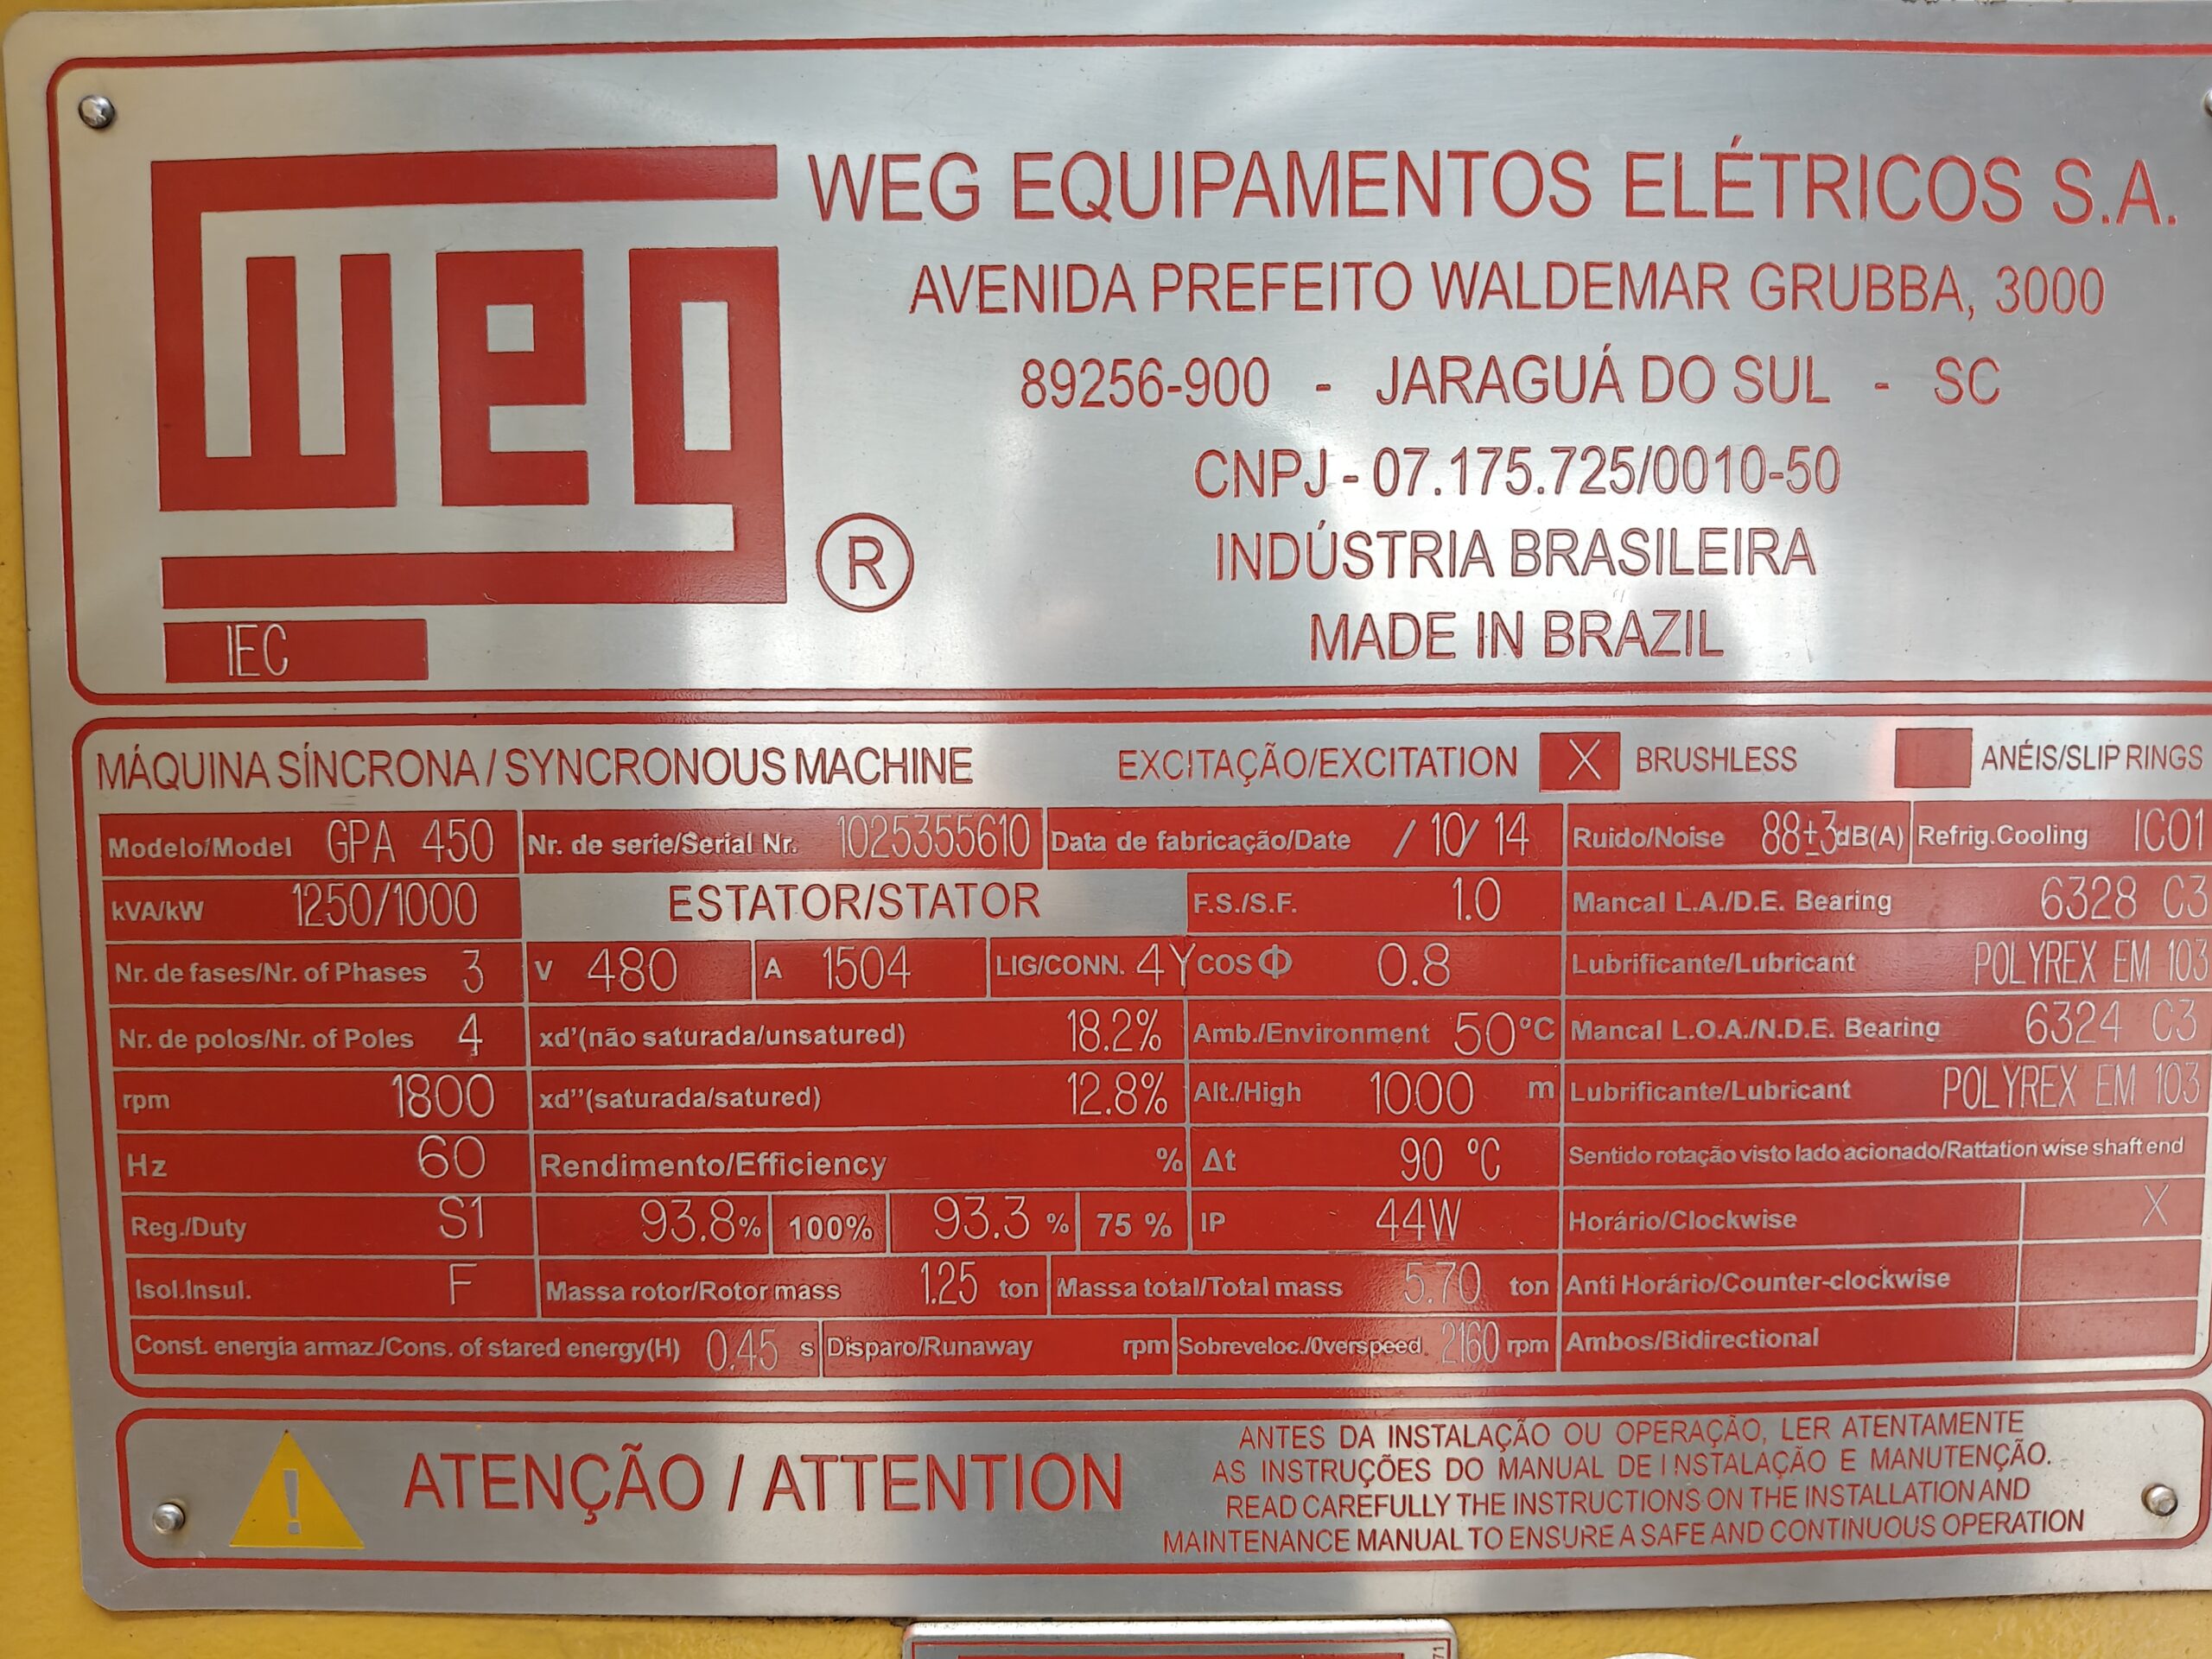 WEG
®
IEC
WEG EQUIPAMENTOS ELÉTRICOS S.A.
AVENIDA PREFEITO WALDEMAR GRUBBA, 3000
89256-900 - JARAGUÁ DO SUL - SC
CNPJ - 07.175.725/0010-50
INDÚSTRIA BRASILEIRA
MADE IN BRAZIL
MÁQUINA SÍNCRONA / SYNCRONOUS MACHINE EXCITAÇÃO/EXCITATION X BRUSHLESS ANÉIS/SLIP RINGS
Modelo/Model GPA 450 Nr. de serie/Serial Nr. 1025355610 Data de fabricação/Date / 10/ 14 Ruido/Noise 88±3dB(A) Refrig.Cooling IC01
kVA/kW 1250/1000 ESTATOR/STATOR F.S./S.F. 1.0 Mancal L.A./D.E. Bearing 6328 C3
Nr. de fases/Nr. of Phases 3 V 480 A 1504 LIG/CONN. 4Y COS Φ 0.8 Lubrificante/Lubricant POLYREX EM 103
Nr. de polos/Nr. of Poles 4 xd'(não saturada/unsatured) 18.2% Amb./Environment 50°C Mancal L.O.A./N.D.E. Bearing 6324 C3
rpm 1800 xd''(saturada/satured) 12.8% Alt./High 1000 m Lubrificante/Lubricant POLYREX EM 103
Hz 60 Rendimento/Efficiency % Δt 90 °C Sentido rotação visto lado acionado/Rattation wise shaft end
Reg./Duty S1 93.8% 100% 93.3 % 75 % IP 44W Horário/Clockwise X
Isol.Insul. F Massa rotor/Rotor mass 1.25 ton Massa total/Total mass 5.70 ton Anti Horário/Counter-clockwise
Const. energia armaz./Cons. of stared energy(H) 0.45 s Disparo/Runaway rpm Sobreveloc./Overspeed 2160 rpm Ambos/Bidirectional
! ATENÇÃO / ATTENTION
ANTES DA INSTALAÇÃO OU OPERAÇÃO, LER ATENTAMENTE
AS INSTRUÇÕES DO MANUAL DE INSTALAÇÃO E MANUTENÇÃO.
READ CAREFULLY THE INSTRUCTIONS ON THE INSTALLATION AND
MAINTENANCE MANUAL TO ENSURE A SAFE AND CONTINUOUS OPERATION